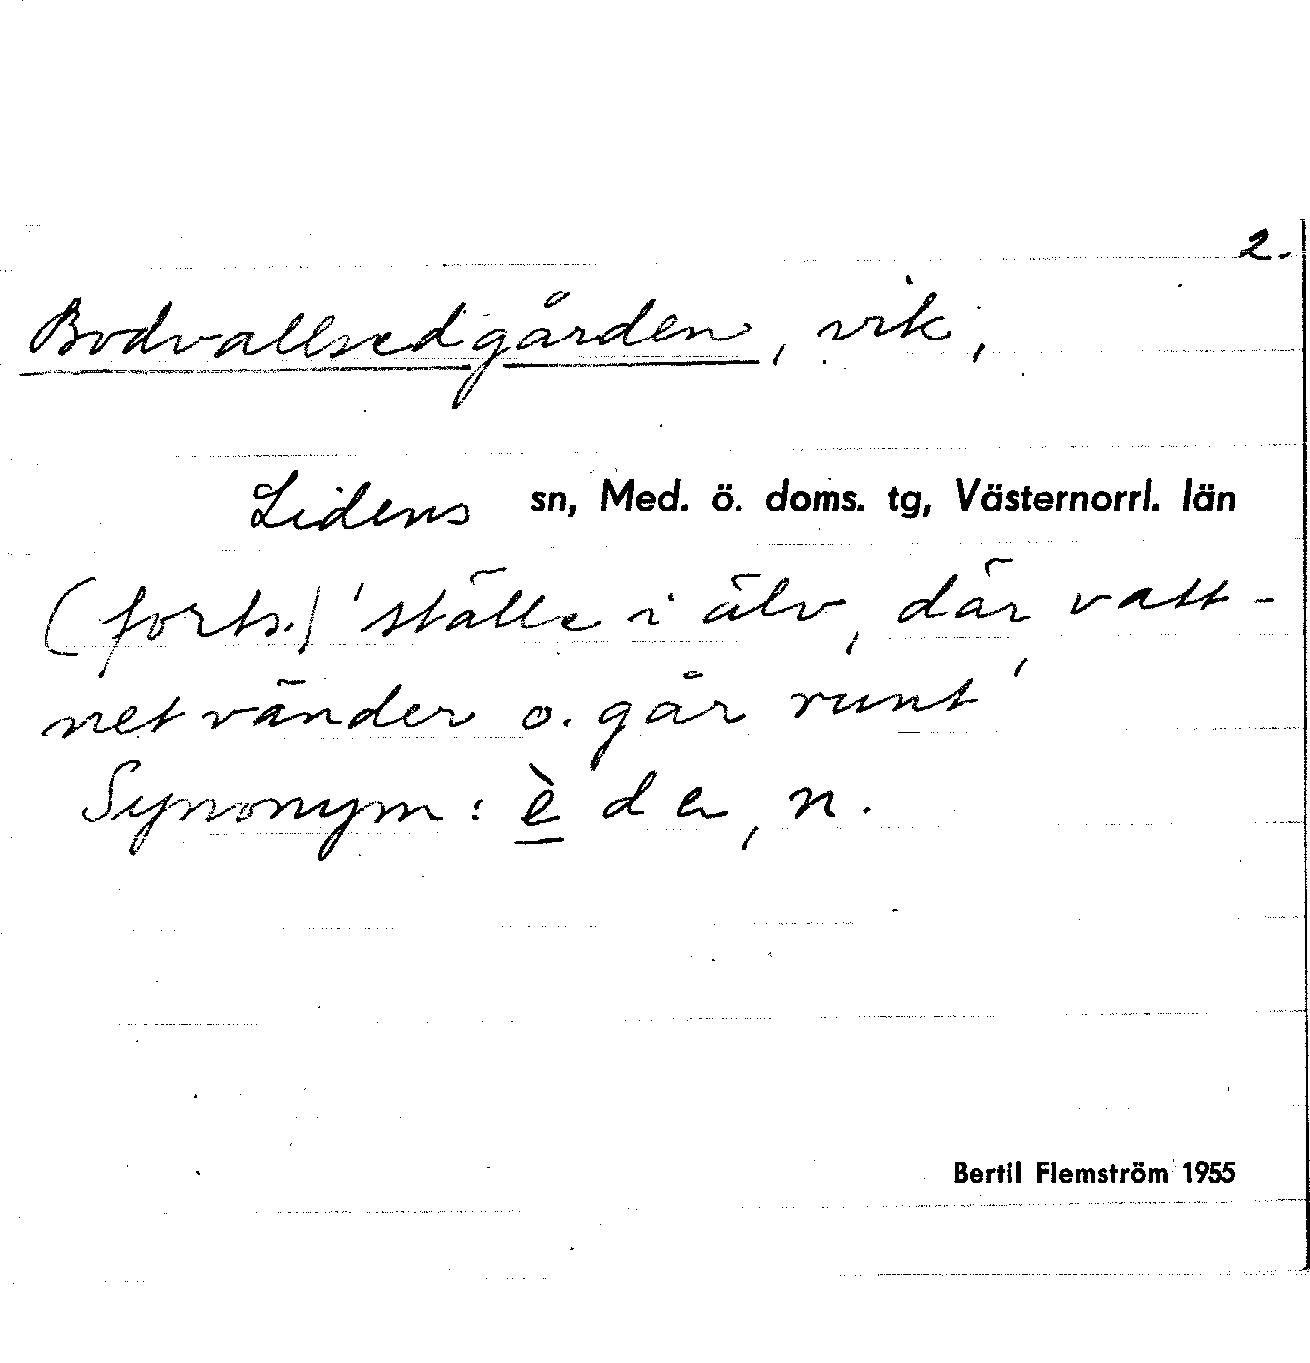 2.
Bodvallsedgården, vik,
Lidens sn, Med. ö. doms. tg, Västernorrl. län
(forts.) 'ställe i älv, där vatt-
net vänder o. går runt'
Synonym: è da, n.
Bertil Flemström 1955